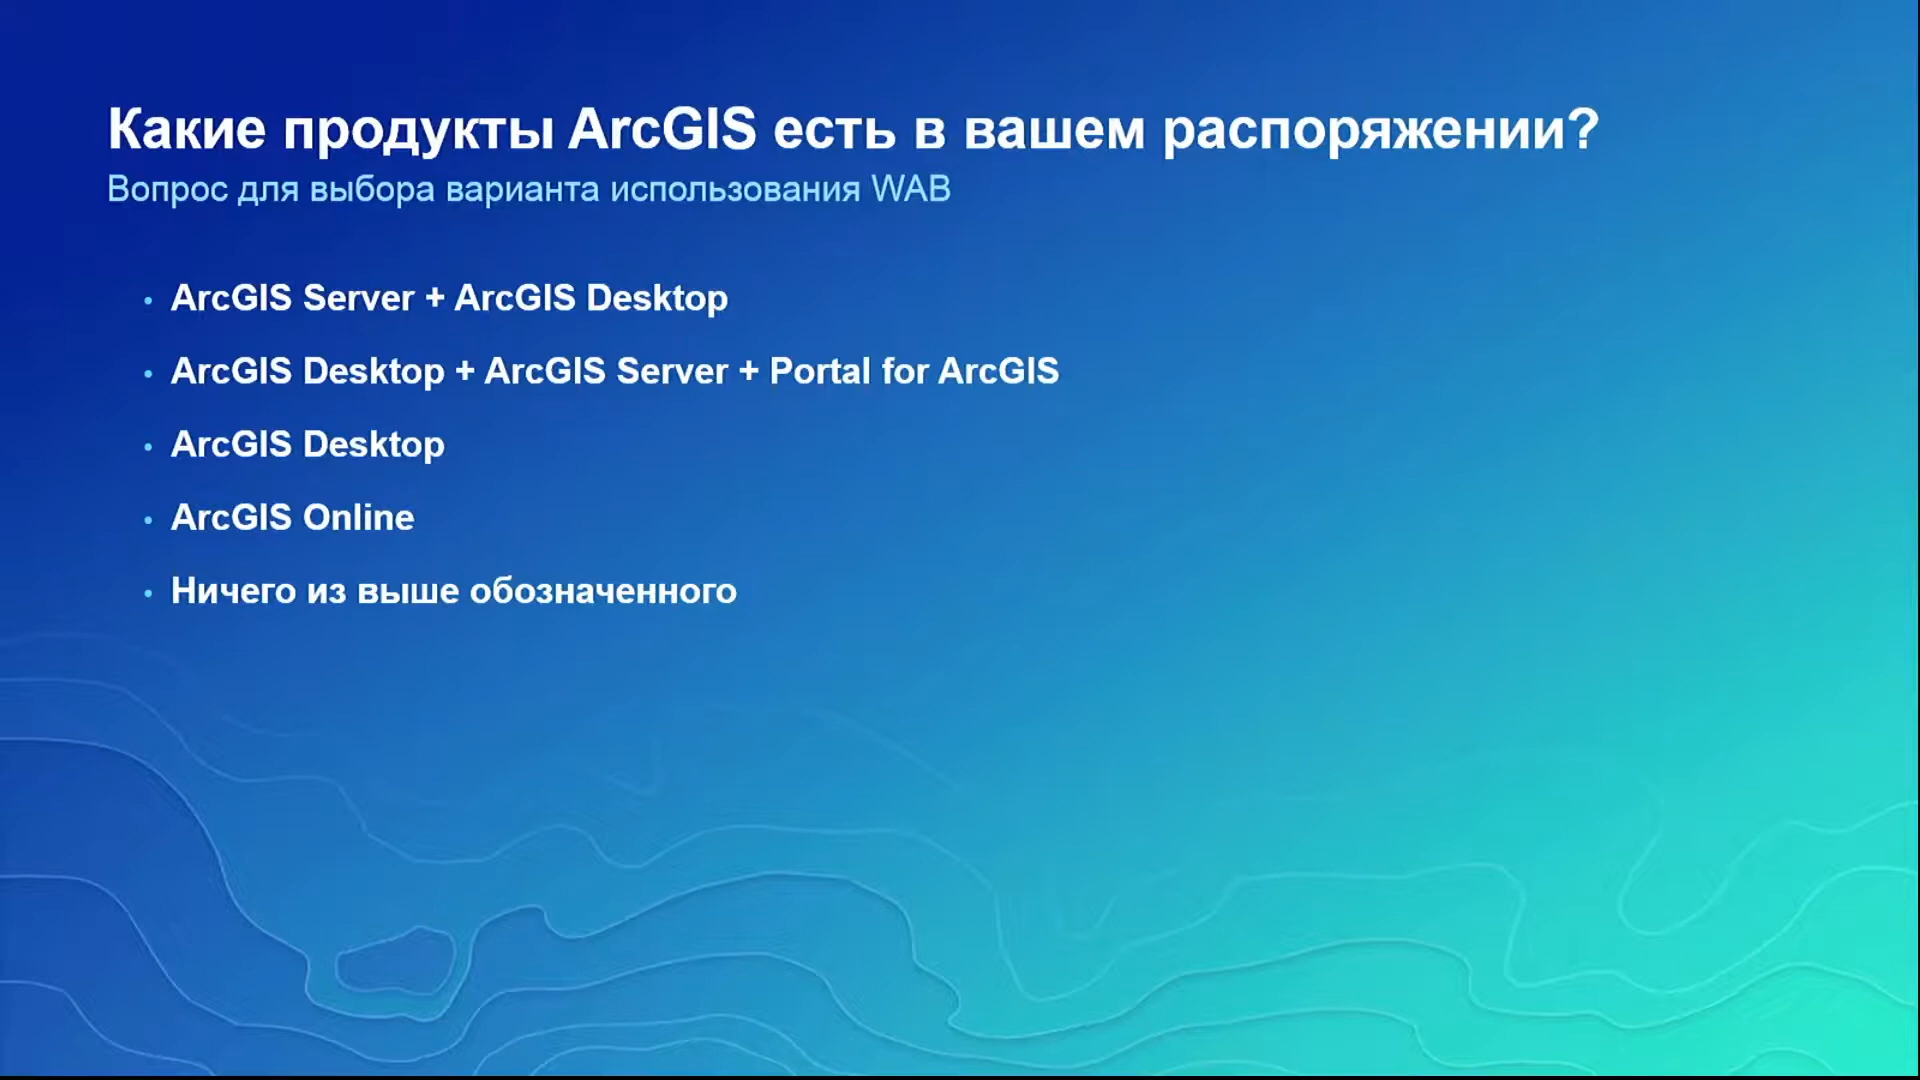 Какие продукты ArcGIS есть в вашем распоряжении?
Вопрос для выбора варианта использования WAB
• ArcGIS Server + ArcGIS Desktop
• ArcGIS Desktop + ArcGIS Server + Portal for ArcGIS
• ArcGIS Desktop
• ArcGIS Online
• Ничего из выше обозначенного